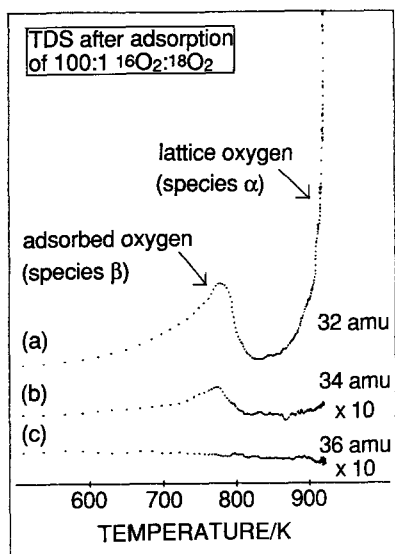 TDS after adsorption
of 100:1 ¹⁶O₂:¹⁸O₂
lattice oxygen
(species α)
adsorbed oxygen
(species β)
32 amu
(a)
34 amu
(b)
x 10
(c)
36 amu
x 10
600 700 800 900
TEMPERATURE/K